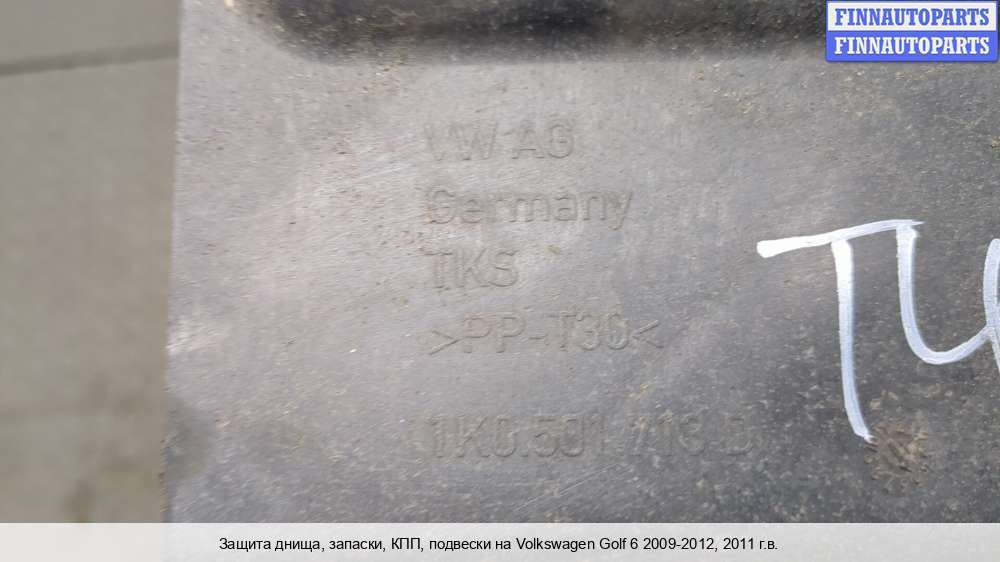 FINNAUTOPARTS
FINNAUTOPARTS
VW AG
Germany
TKS
>PP-T30<
Защита днища, запаски, КПП, подвески на Volkswagen Golf 6 2009-2012, 2011 г.в.